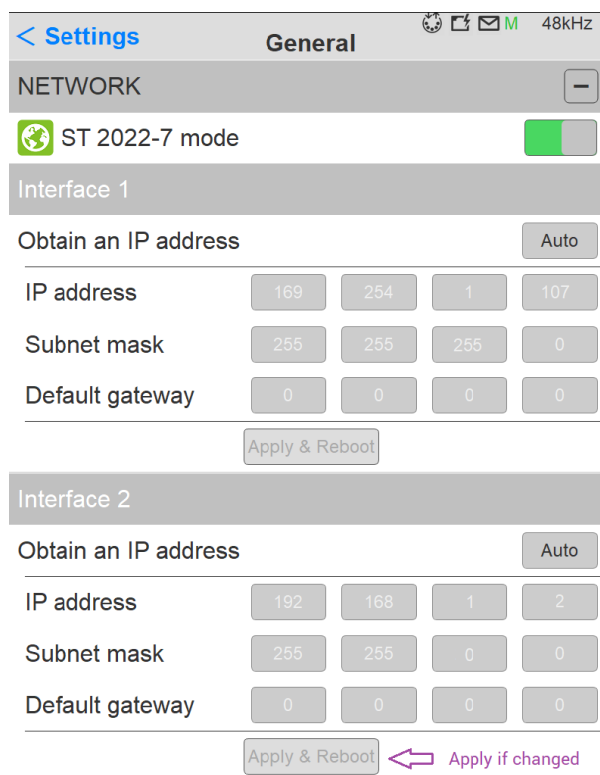 < Settings General M 48kHz
NETWORK
ST 2022-7 mode
Interface 1
Obtain an IP address Auto
IP address 169 254 1 107
Subnet mask 255 255 255 0
Default gateway 0 0 0 0
Apply & Reboot
Interface 2
Obtain an IP address Auto
IP address 192 168 1 2
Subnet mask 255 255 0 0
Default gateway 0 0 0 0
Apply & Reboot Apply if changed